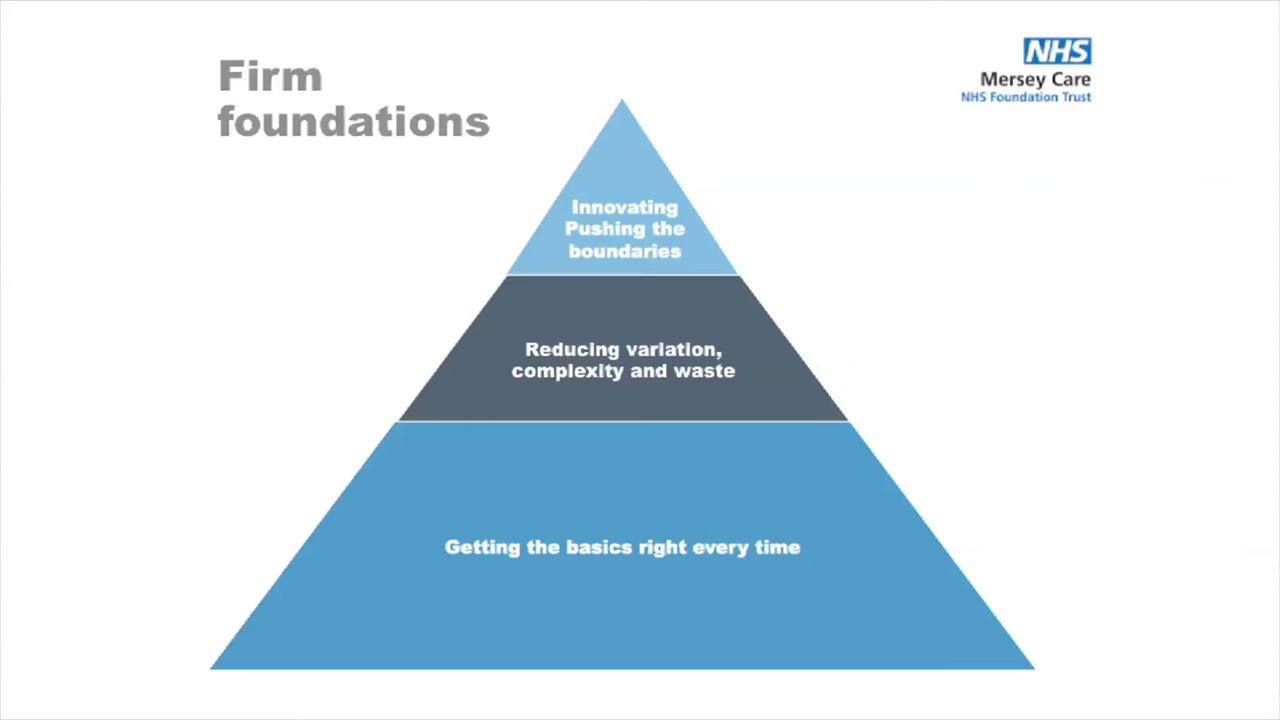 Firm
foundations
NHS
Mersey Care
NHS Foundation Trust
Innovating
Pushing the
boundaries
Reducing variation,
complexity and waste
Getting the basics right every time